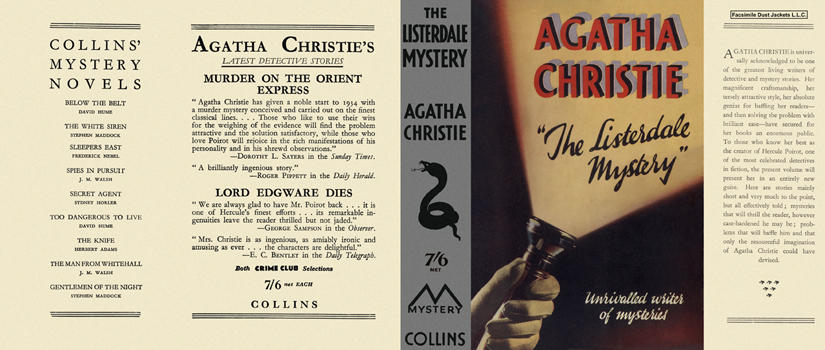 COLLINS'
MYSTERY
NOVELS
BELOW THE BELT
DAVID HUME
THE WHITE SIREN
STEPHEN MADDOCK
SLEEPERS EAST
FREDERICK NEBEL
SPIES IN PURSUIT
J. M. WALSH
SECRET AGENT
SYDNEY HORLER
TOO DANGEROUS TO LIVE
DAVID HUME
THE KNIFE
HERBERT ADAMS
THE MAN FROM WHITEHALL
J. M. WALSH
GENTLEMEN OF THE NIGHT
STEPHEN MADDOCK
AGATHA CHRISTIE'S
LATEST DETECTIVE STORIES
MURDER ON THE ORIENT
EXPRESS
" Agatha Christie has given a noble start to 1934 with
a murder mystery conceived and carried out on the finest
classical lines. . . . Those who like to use their wits
for the weighing of the evidence will find the problem
attractive and the solution satisfactory, while those who
love Poirot will rejoice in the rich manifestations of his
personality and in his shrewd observations."
—DOROTHY L. SAYERS in the Sunday Times.
" A brilliantly ingenious story."
—ROGER PIPPETT in the Daily Herald.
LORD EDGWARE DIES
" We are always glad to have Mr. Poirot back . . . it is
one of Hercule's finest efforts . . . its remarkable in-
genuities leave the reader thrilled but not jaded."
—GEORGE SAMPSON in the Observer.
" Mrs. Christie is as ingenious, as amiably ironic and
amusing as ever . . . the characters are delightful."
—E. C. BENTLEY in the Daily Telegraph.
Both CRIME CLUB Selections
7/6 net EACH
COLLINS
THE
LISTERDALE
MYSTERY
AGATHA
CHRISTIE
7/6
NET
MYSTERY
COLLINS
AGATHA
CHRISTIE
"The Listerdale
Mystery"
Unrivalled writer
of mysteries
Facsimile Dust Jackets L.L.C.
AGATHA CHRISTIE is univer-
sally acknowledged to be one
of the greatest living writers of
detective and mystery stories. Her
magnificent craftsmanship, her
tensely attractive style, her absolute
genius for baffling her readers—
and then solving the problem with
brilliant ease—have secured for
her books an enormous public.
To those who know her best as
the creator of Hercule Poirot, one
of the most celebrated detectives
in fiction, the present volume will
present her in an entirely new
guise. Here are stories mainly
short and very much to the point,
but all effectively told ; mysteries
that will thrill the reader, however
case-hardened he may be ; prob-
lems that will baffle him and that
only the resourceful imagination
of Agatha Christie could have
devised.